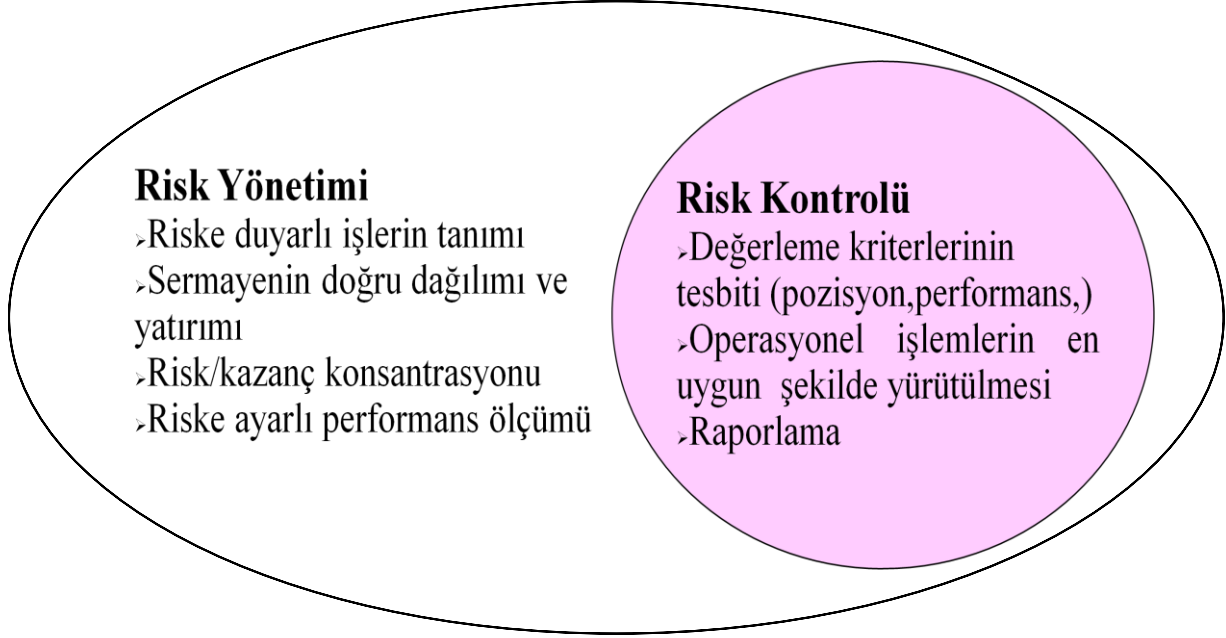 Risk Yönetimi
➢Riske duyarlı işlerin tanımı
➢Sermayenin doğru dağılımı ve
yatırımı
➢Risk/kazanç konsantrasyonu
➢Riske ayarlı performans ölçümü
Risk Kontrolü
➢Değerleme kriterlerinin
tesbiti (pozisyon,performans,)
➢Operasyonel işlemlerin en
uygun şekilde yürütülmesi
➢Raporlama